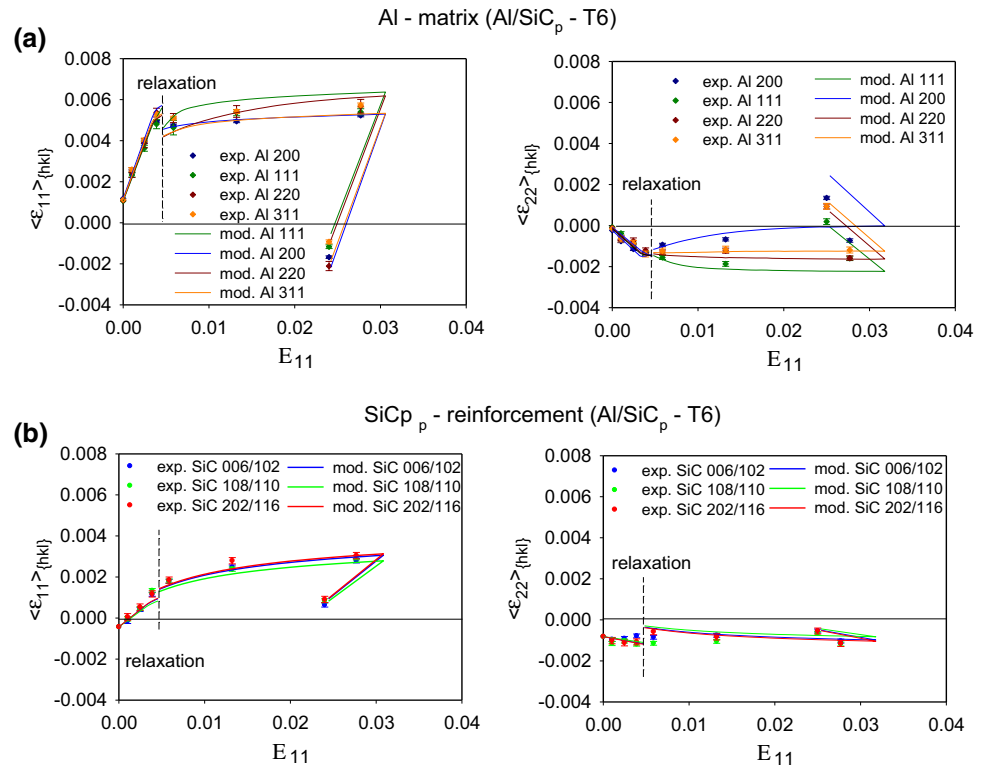 Al - matrix (Al/SiCp - T6)
(a)
0.008
0.006
0.004
0.002
0.000
-0.002
-0.004
<ε11>{hkl}
relaxation
exp. Al 200
exp. Al 111
exp. Al 220
exp. Al 311
mod. Al 111
mod. Al 200
mod. Al 220
mod. Al 311
0.00 0.01 0.02 0.03 0.04
E11
0.008
0.006
0.004
0.002
0.000
-0.002
-0.004
<ε22>{hkl}
exp. Al 200 mod. Al 111
exp. Al 111 mod. Al 200
exp. Al 220 mod. Al 220
exp. Al 311 mod. Al 311
relaxation
0.00 0.01 0.02 0.03 0.04
E11
SiCp p - reinforcement (Al/SiCp - T6)
(b)
0.008
0.006
0.004
0.002
0.000
-0.002
-0.004
<ε11>{hkl}
exp. SiC 006/102 mod. SiC 006/102
exp. SiC 108/110 mod. SiC 108/110
exp. SiC 202/116 mod. SiC 202/116
relaxation
0.00 0.01 0.02 0.03 0.04
E11
0.008
0.006
0.004
0.002
0.000
-0.002
-0.004
<ε22>{hkl}
exp. SiC 006/102 mod. SiC 006/102
exp. SiC 108/110 mod. SiC 108/110
exp. SiC 202/116 mod. SiC 202/116
relaxation
0.00 0.01 0.02 0.03 0.04
E11